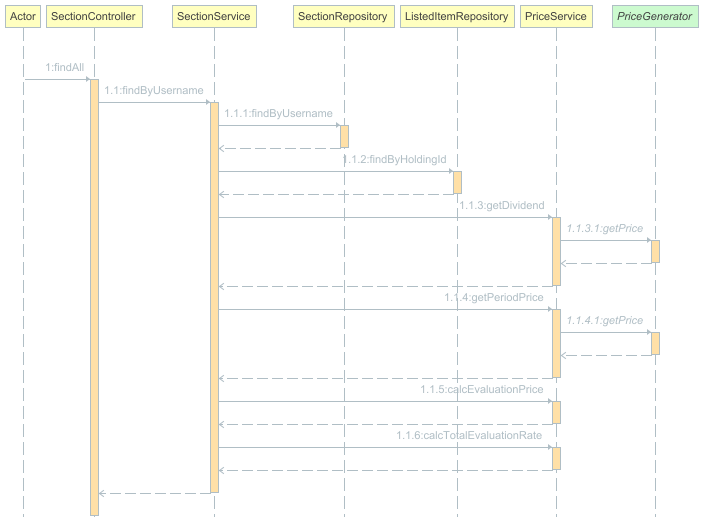 Actor
SectionController
SectionService
SectionRepository
ListedItemRepository
PriceService
PriceGenerator
1:findAll
1.1:findByUsername
1.1.1:findByUsername
1.1.2:findByHoldingId
1.1.3:getDividend
1.1.3.1:getPrice
1.1.4:getPeriodPrice
1.1.4.1:getPrice
1.1.5:calcEvaluationPrice
1.1.6:calcTotalEvaluationRate